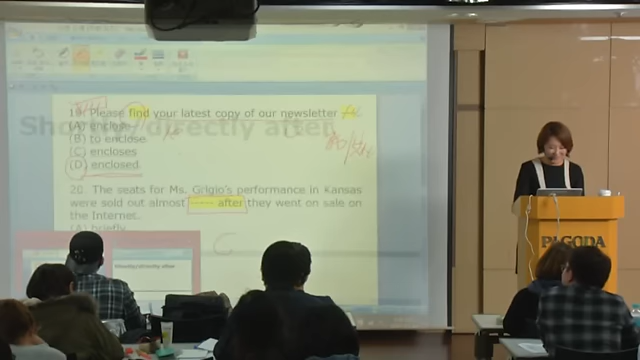 19. Please find your latest copy of our newsletter
(A) enclose
(B) to enclose
(C) encloses
(D) enclosed
20. The seats for Ms. Grigio's performance in Kansas
were sold out almost ------- after they went on sale on
the Internet.
(A) briefly
Shortly/directly after
Shortly/directly after
PAGODA